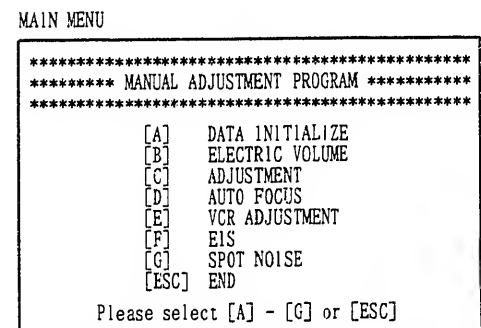 MAIN MENU
***********************************************
********* MANUAL ADJUSTMENT PROGRAM ***********
***********************************************
[A] DATA INITIALIZE
[B] ELECTRIC VOLUME
[C] ADJUSTMENT
[D] AUTO FOCUS
[E] VCR ADJUSTMENT
[F] EIS
[G] SPOT NOISE
[ESC] END
Please select [A] - [G] or [ESC]